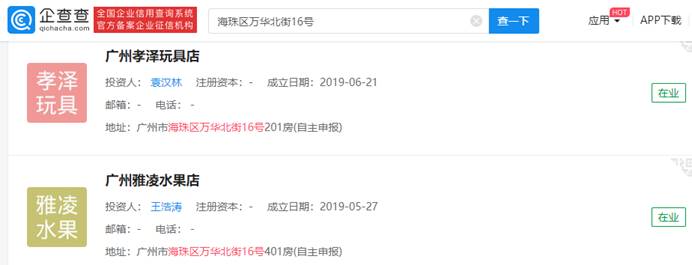 企查查
qichacha.com
全国企业信用查询系统
官方备案企业征信机构
海珠区万华北街16号
查一下
应用
HOT
APP下载
孝泽
玩具
广州孝泽玩具店
投资人： 袁汉林 注册资本：- 成立日期：2019-06-21
邮箱：- 电话：-
地址：广州市海珠区万华北街16号201房(自主申报)
在业
雅凌
水果
广州雅凌水果店
投资人： 王浩涛 注册资本：- 成立日期：2019-05-27
邮箱：- 电话：-
地址：广州市海珠区万华北街16号401房(自主申报)
在业